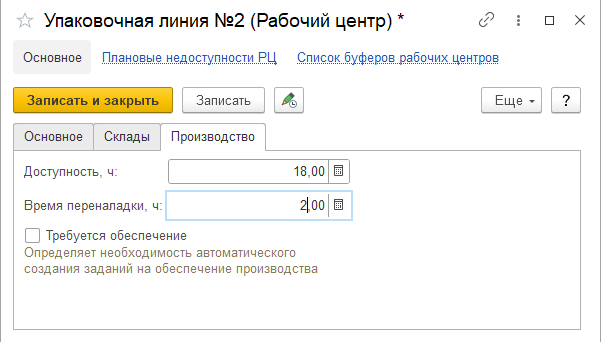 Упаковочная линия №2 (Рабочий центр) *
Основное Плановые недоступности РЦ Список буферов рабочих центров
Записать и закрыть Записать Еще ?
Основное Склады Производство
Доступность, ч: 18,00
Время переналадки, ч: 2,00
Требуется обеспечение
Определяет необходимость автоматического
создания заданий на обеспечение производства